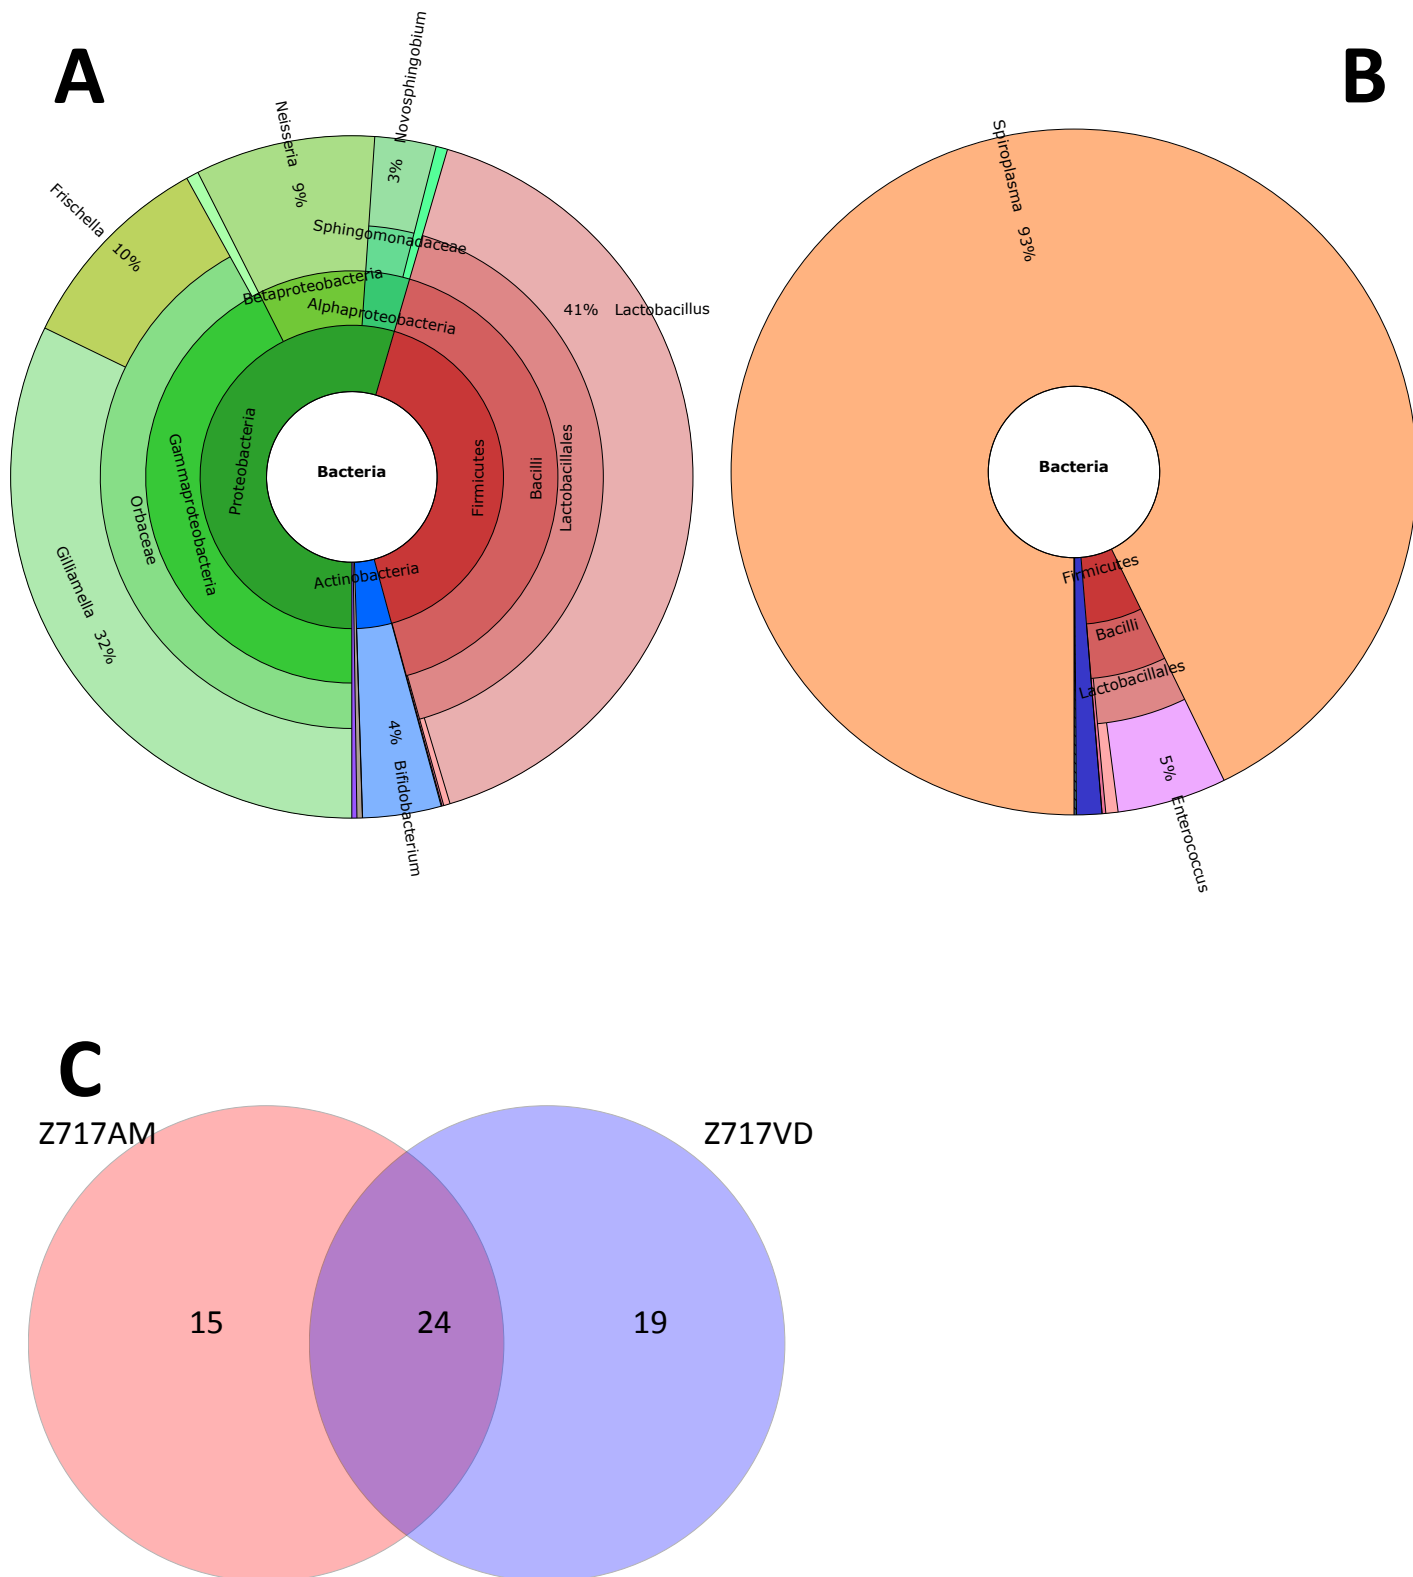 A
B
Novosphingobium
3%
Neisseria 9%
Spiroplasma 93%
Frischella 10%
Sphingomonadaceae
Betaproteobacteria
Alphaproteobacteria
41% Lactobacillus
Proteobacteria
Gammaproteobacteria
Orbaceae
Gilliamella 32%
Bacteria
Firmicutes
Bacilli
Lactobacillales
Actinobacteria
4% Bifidobacterium
Bacteria
Firmicutes
Bacilli
Lactobacillales
5% Enterococcus
C
Z717AM
Z717VD
15
24
19